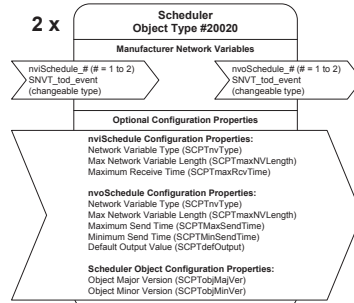 2 x
Scheduler
Object Type #20020
Manufacturer Network Variables
nviSchedule_# (# = 1 to 2)
SNVT_tod_event
(changeable type)
nvoSchedule_# (# = 1 to 2)
SNVT_tod_event
(changeable type)
Optional Configuration Properties
nviSchedule Configuration Properties:
Network Variable Type (SCPTnvType)
Max Network Variable Length (SCPTmaxNVLength)
Maximum Receive Time (SCPTmaxRcvTime)
nvoSchedule Configuration Properties:
Network Variable Type (SCPTnvType)
Max Network Variable Length (SCPTmaxNVLength)
Maximum Send Time (SCPTMaxSendTime)
Minimum Send Time (SCPTMinSendTime)
Default Output Value (SCPTdefOutput)
Scheduler Object Configuration Properties:
Object Major Version (SCPTobjMajVer)
Object Minor Version (SCPTobjMinVer)